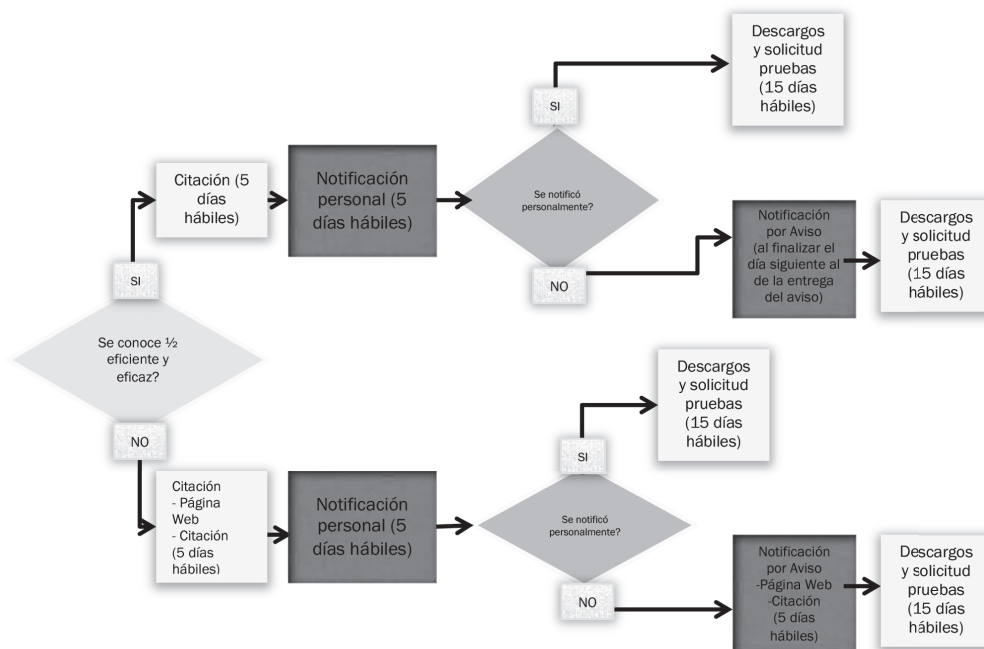 Descargos
y solicitud
pruebas
(15 días
hábiles)
SI
Se notificó
personalmente?
Citación (5
días
hábiles)
Notificación
personal (5
días hábiles)
NO
Notificación
por Aviso
(al finalizar el
día siguiente al
de la entrega
del aviso)
Descargos
y solicitud
pruebas
(15 días
hábiles)
SI
Se conoce ½
eficiente y
eficaz?
NO
Citación
- Página
Web
- Citación
(5 días
hábiles)
Notificación
personal (5
días hábiles)
Descargos
y solicitud
pruebas
(15 días
hábiles)
SI
Se notificó
personalmente?
NO
Notificación
por Aviso
-Página Web
-Citación
(5 días
hábiles)
Descargos
y solicitud
pruebas
(15 días
hábiles)